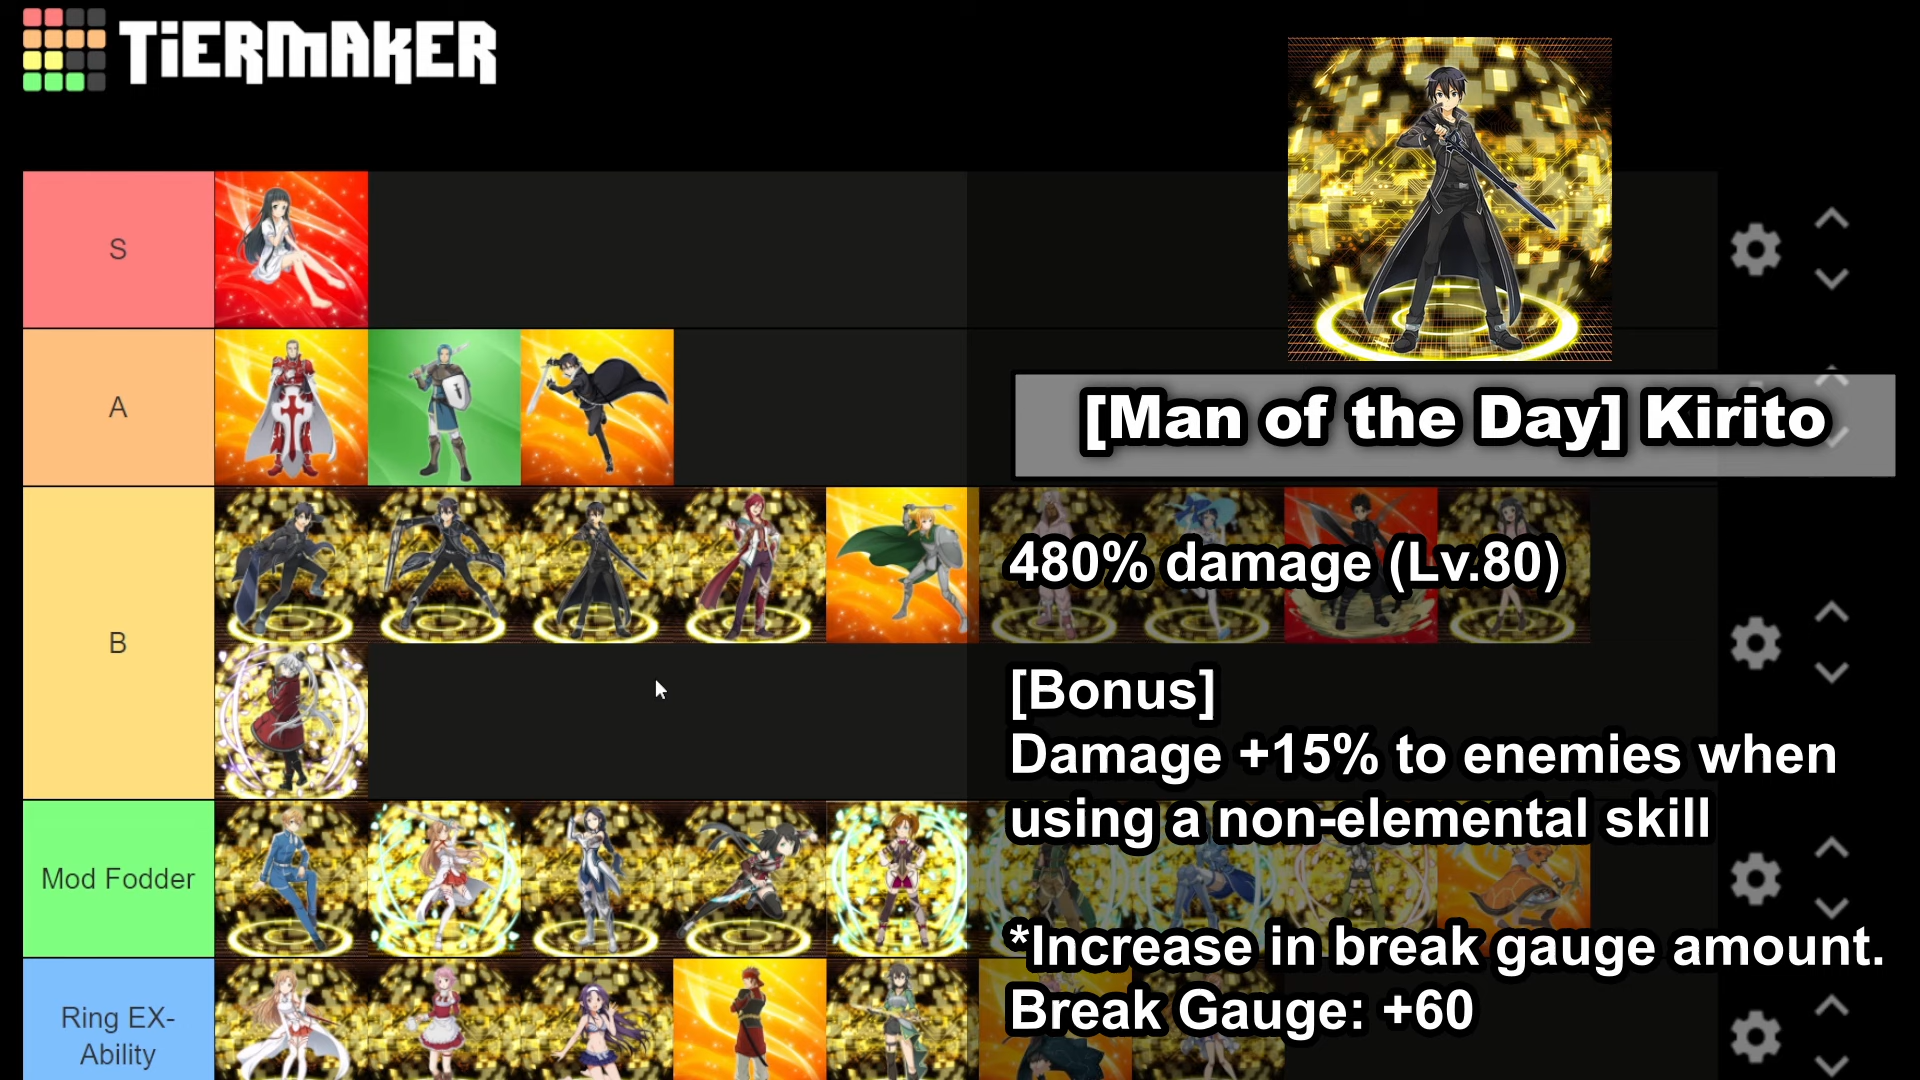 TiERMAKER
S
A
B
Mod Fodder
Ring EX-
Ability
[Man of the Day] Kirito
480% damage (Lv.80)
[Bonus]
Damage +15% to enemies when
using a non-elemental skill
*Increase in break gauge amount.
Break Gauge: +60